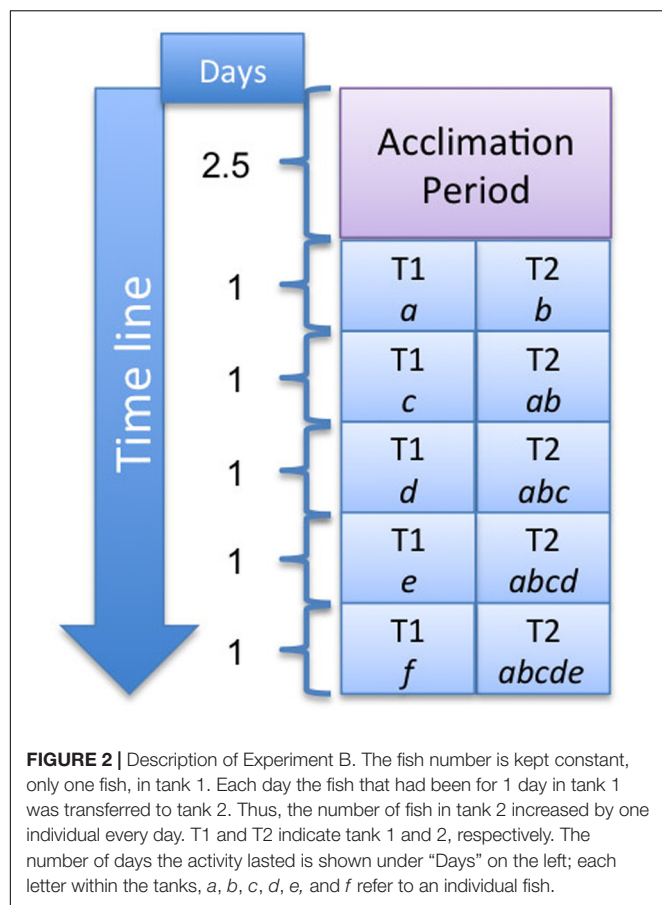 Days
Time line
2.5
Acclimation
Period
1
T1
a
T2
b
1
T1
c
T2
ab
1
T1
d
T2
abc
1
T1
e
T2
abcd
1
T1
f
T2
abcde
FIGURE 2 | Description of Experiment B. The fish number is kept constant,
only one fish, in tank 1. Each day the fish that had been for 1 day in tank 1
was transferred to tank 2. Thus, the number of fish in tank 2 increased by one
individual every day. T1 and T2 indicate tank 1 and 2, respectively. The
number of days the activity lasted is shown under “Days” on the left; each
letter within the tanks, a, b, c, d, e, and f refer to an individual fish.